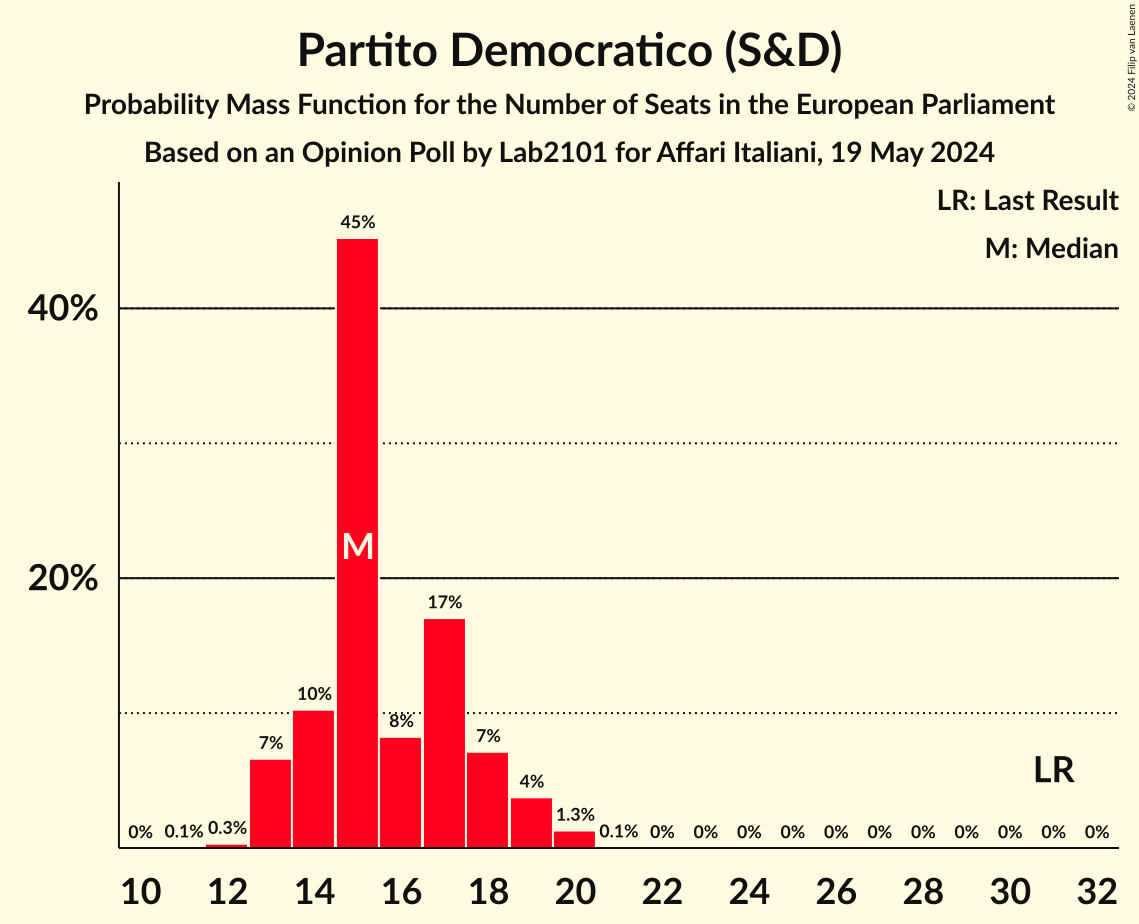 Partito Democratico (S&D)
Probability Mass Function for the Number of Seats in the European Parliament
Based on an Opinion Poll by Lab2101 for Affari Italiani, 19 May 2024
© 2024 Filip van Laenen
LR: Last Result
M: Median
45%
40%
M
20%
17%
10%
8%
7%
7%
4%
LR
1.3%
0% 0.1% 0.3% 0.1% 0% 0% 0% 0% 0% 0% 0% 0% 0% 0% 0%
10 12 14 16 18 20 22 24 26 28 30 32